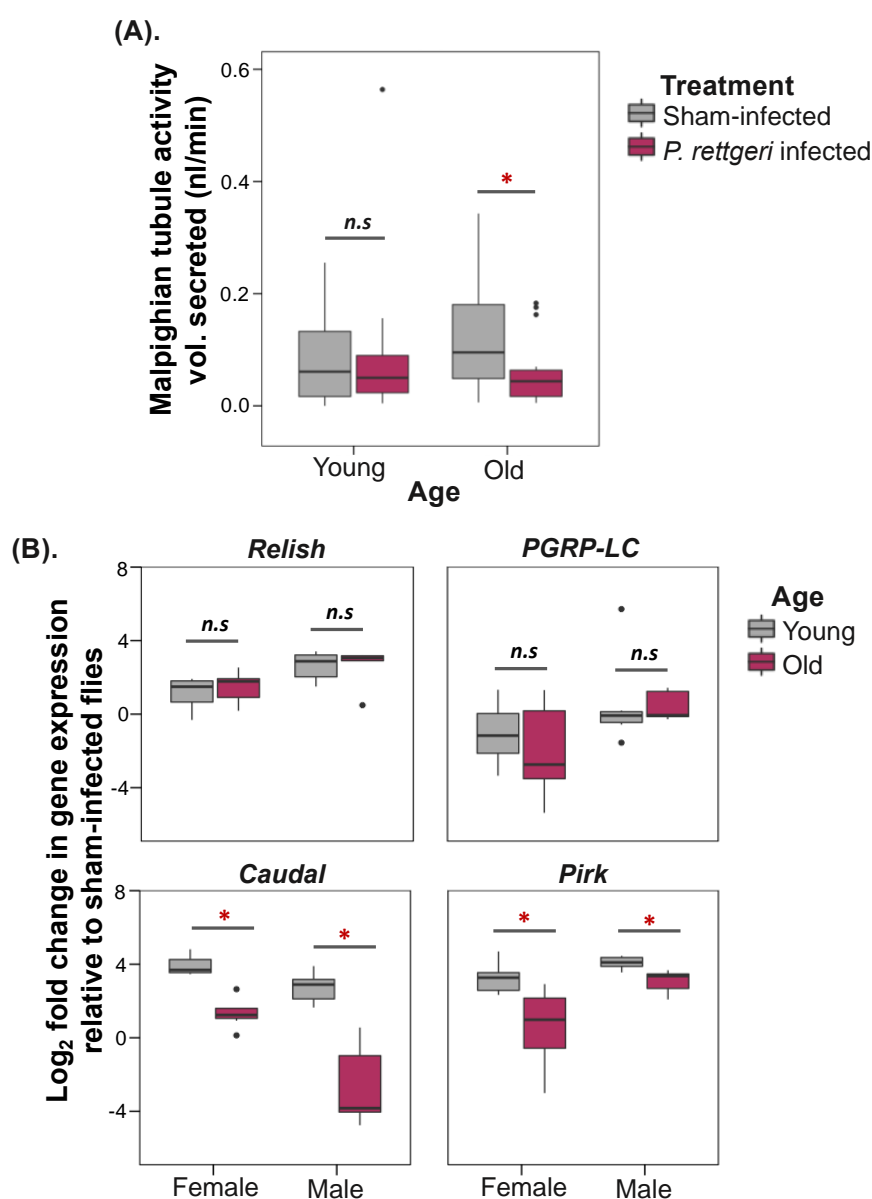 (A).
Malpighian tubule activity
vol. secreted (nl/min)
0.6
0.4
0.2
0.0
n.s
*
Young
Old
Age
Treatment
Sham-infected
P. rettgeri infected
(B).
Log₂ fold change in gene expression
relative to sham-infected flies
Relish
PGRP-LC
8
4
0
-4
n.s
n.s
n.s
n.s
Age
Young
Old
Caudal
Pirk
8
4
0
-4
*
*
*
*
Female
Male
Female
Male